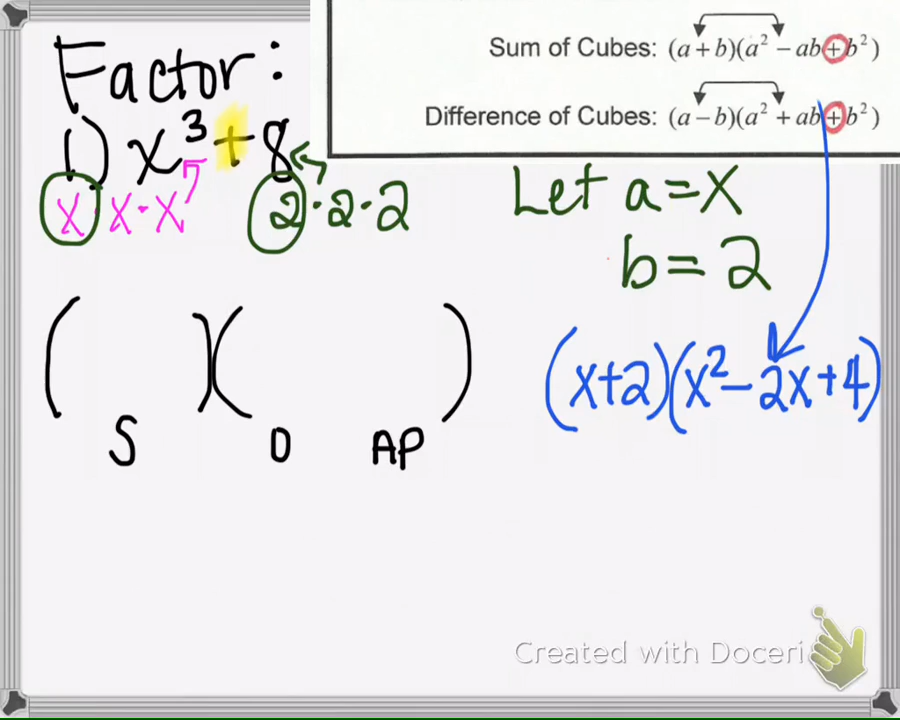 Sum of Cubes: (a + b)(a² − ab + b²)
Difference of Cubes: (a − b)(a² + ab + b²)
Factor:
1) x³ + 8
x · x · x
2 · 2 · 2
Let a = x
b = 2
( )( )
S O AP
(x+2)(x² − 2x + 4)
Created with Doceri